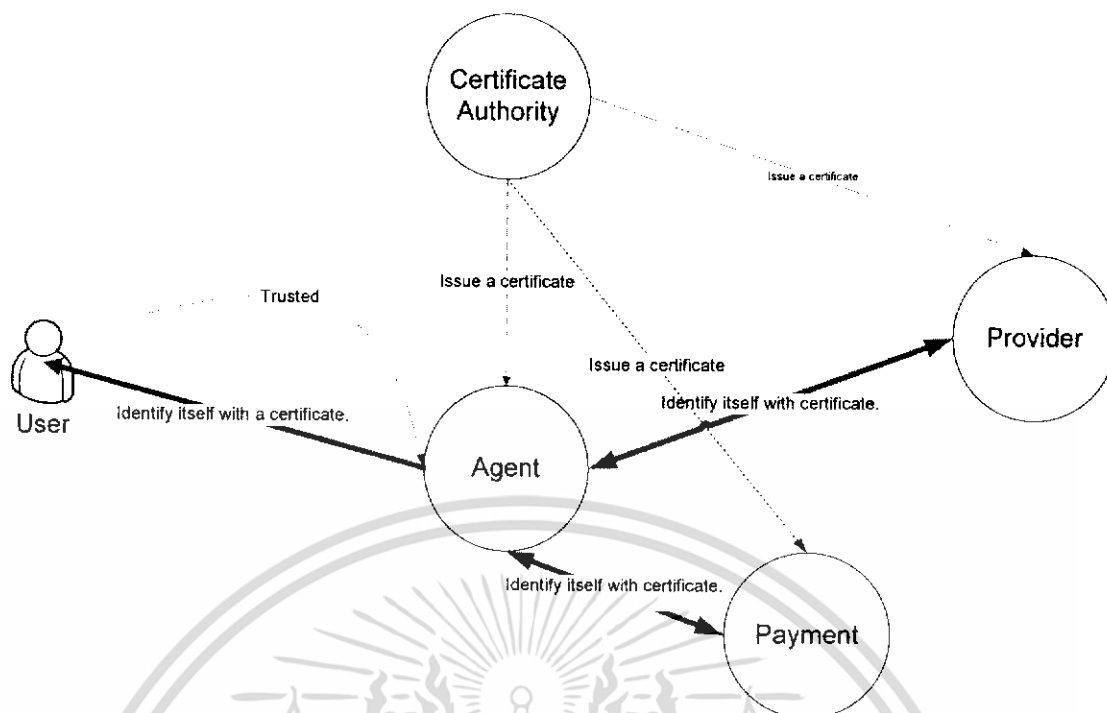 Certificate
Authority
Issue a certificate
Issue a certificate
Trusted
Provider
Issue a certificate
Identify itself with a certificate.
Identify itself with certificate.
User
Agent
Identify itself with certificate.
Payment